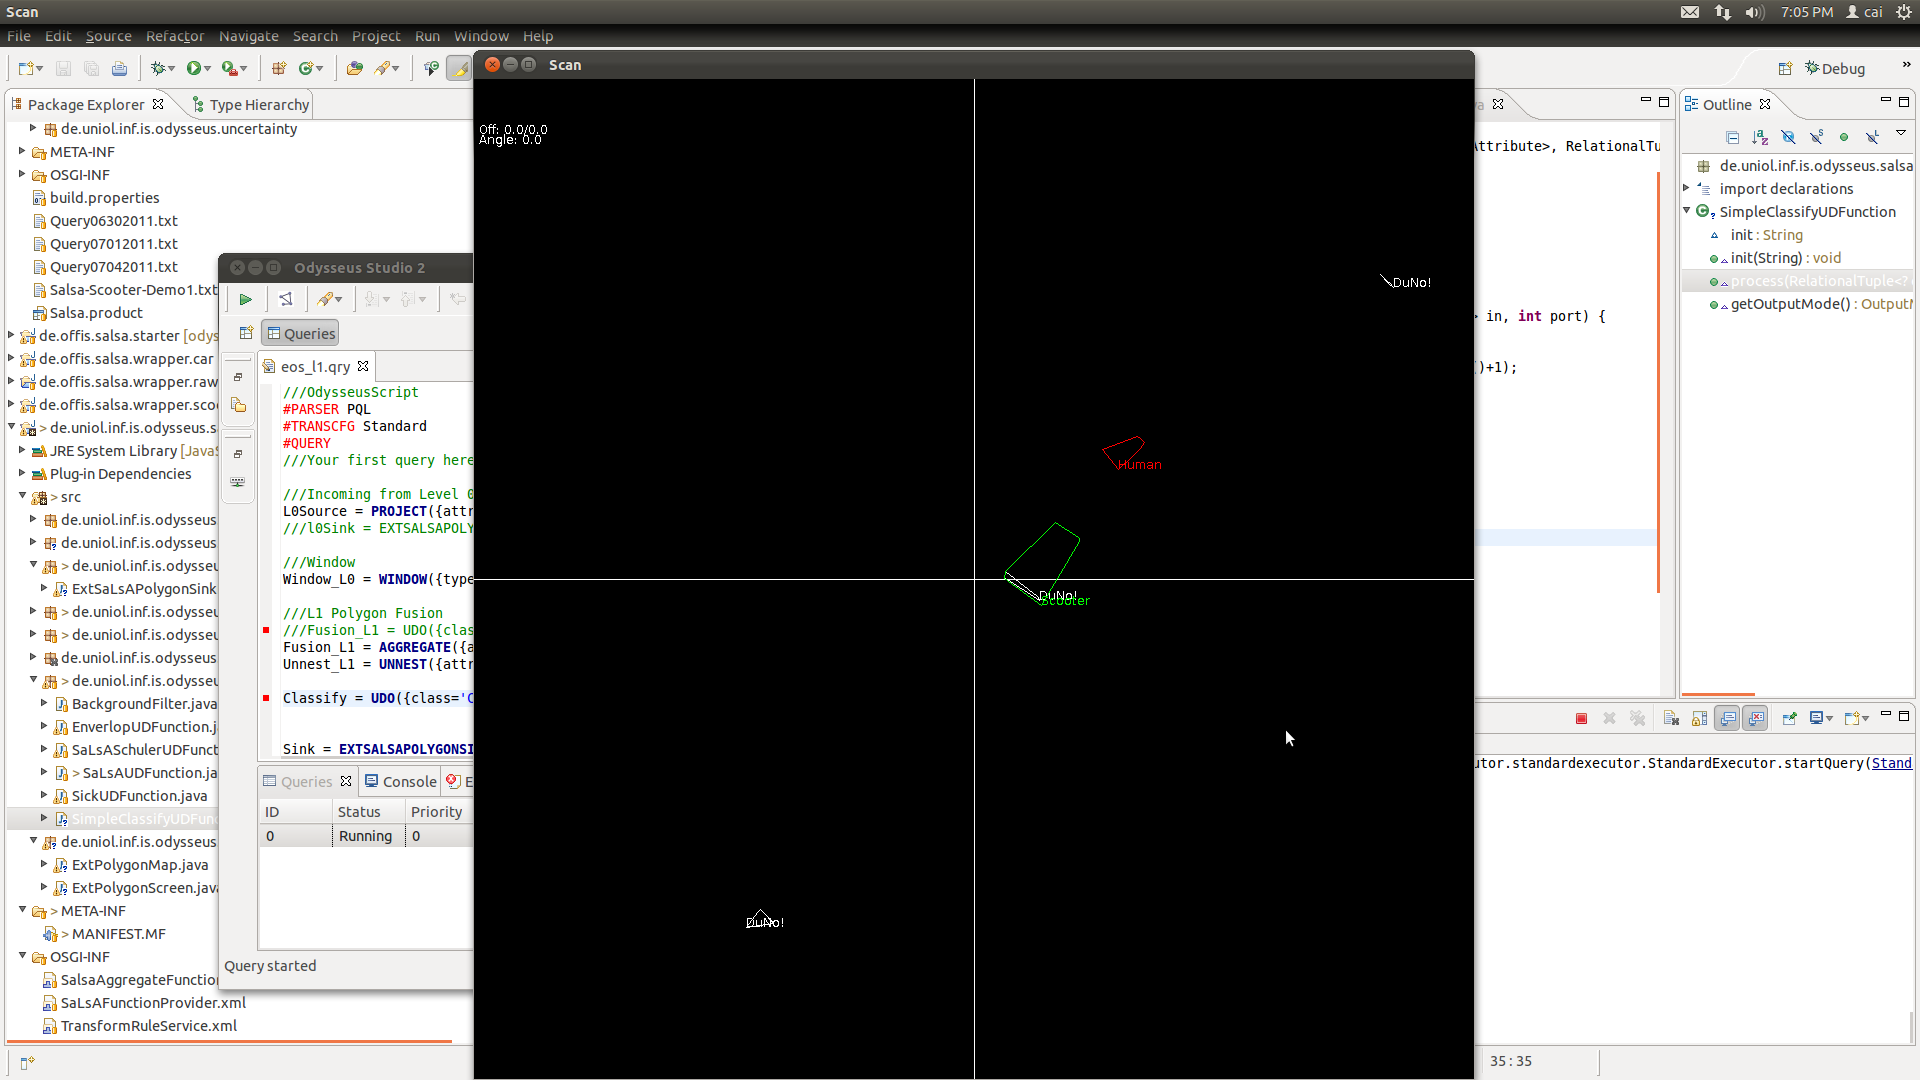 Scan
7:05 PM
cai
File Edit Source Refactor Navigate Search Project Run Window Help
Debug
Package Explorer
Type Hierarchy
de.uniol.inf.is.odysseus.uncertainty
META-INF
OSGI-INF
build.properties
Query06302011.txt
Query07012011.txt
Query07042011.txt
Salsa-Scooter-Demo1.txt
Salsa.product
de.offis.salsa.starter [odys
de.offis.salsa.wrapper.car
de.offis.salsa.wrapper.raw
de.offis.salsa.wrapper.scoo
> de.uniol.inf.is.odysseus.s
JRE System Library [JavaS
Plug-in Dependencies
> src
de.uniol.inf.is.odysseus
de.uniol.inf.is.odysseus.
de.uniol.inf.is.odysseus
ExtSaLsAPolygonSink
> de.uniol.inf.is.odysseus
> de.uniol.inf.is.odysseus
> de.uniol.inf.is.odysseus
> de.uniol.inf.is.odysseus
BackgroundFilter.java
EnverlopUDFunction.j
SaLsASchulerUDFunct
> SaLsAUDFunction.ja
SickUDFunction.java
SimpleClassifyUDFun
de.uniol.inf.is.odysseus
ExtPolygonMap.java
ExtPolygonScreen.java
> META-INF
> MANIFEST.MF
OSGI-INF
SalsaAggregateFunction
SaLsAFunctionProvider.xml
TransformRuleService.xml
Odysseus Studio 2
Queries
eos_l1.qry
///OdysseusScript
#PARSER PQL
#TRANSCFG Standard
#QUERY
///Your first query here
///Incoming from Level 0
L0Source = PROJECT({attr
///l0Sink = EXTSALSAPOLY
///Window
Window_L0 = WINDOW({type
///L1 Polygon Fusion
///Fusion_L1 = UDO({clas
Fusion_L1 = AGGREGATE({a
Unnest_L1 = UNNEST({attr
Classify = UDO({class='C
Sink = EXTSALSAPOLYGONSI
Queries
Console
E
ID Status Priority
0 Running 0
Query started
Scan
Off: 0.0/0.0
Angle: 0.0
DuNo!
Human
DuNo!
Scooter
DuNo!
Attribute>, RelationalTu
in, int port) {
)+1);
utor.standardexecutor.StandardExecutor.startQuery(Stand
35:35
Outline
de.uniol.inf.is.odysseus.salsa
import declarations
SimpleClassifyUDFunction
init : String
init(String) : void
process(RelationalTuple<?
getOutputMode() : OutputM